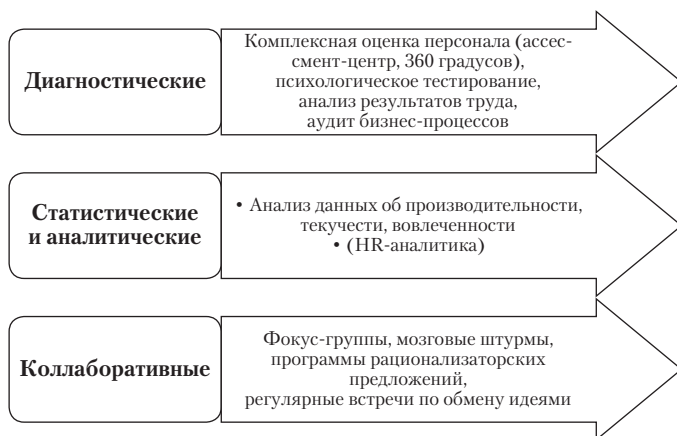 Диагностические
Комплексная оценка персонала (ассес-
смент-центр, 360 градусов),
психологическое тестирование,
анализ результатов труда,
аудит бизнес-процессов
Статистические
и аналитические
• Анализ данных об производительности,
текучести, вовлеченности
• (HR-аналитика)
Коллаборативные
Фокус-группы, мозговые штурмы,
программы рационализаторских
предложений,
регулярные встречи по обмену идеями